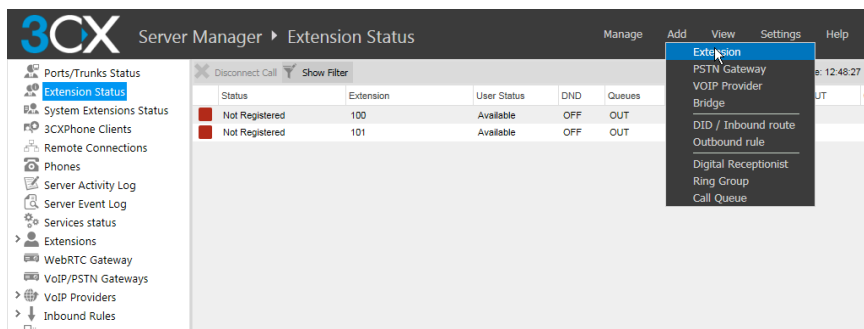 3CX Server Manager Extension Status Manage Add View Settings Help
Extension
PSTN Gateway
VOIP Provider
Bridge
DID / Inbound route
Outbound rule
Digital Receptionist
Ring Group
Call Queue
Ports/Trunks Status
Extension Status
System Extensions Status
3CXPhone Clients
Remote Connections
Phones
Server Activity Log
Server Event Log
Services status
Extensions
WebRTC Gateway
VoIP/PSTN Gateways
VoIP Providers
Inbound Rules
Disconnect Call Show Filter e: 12:48:27
Status Extension User Status DND Queues UT
Not Registered 100 Available OFF OUT
Not Registered 101 Available OFF OUT